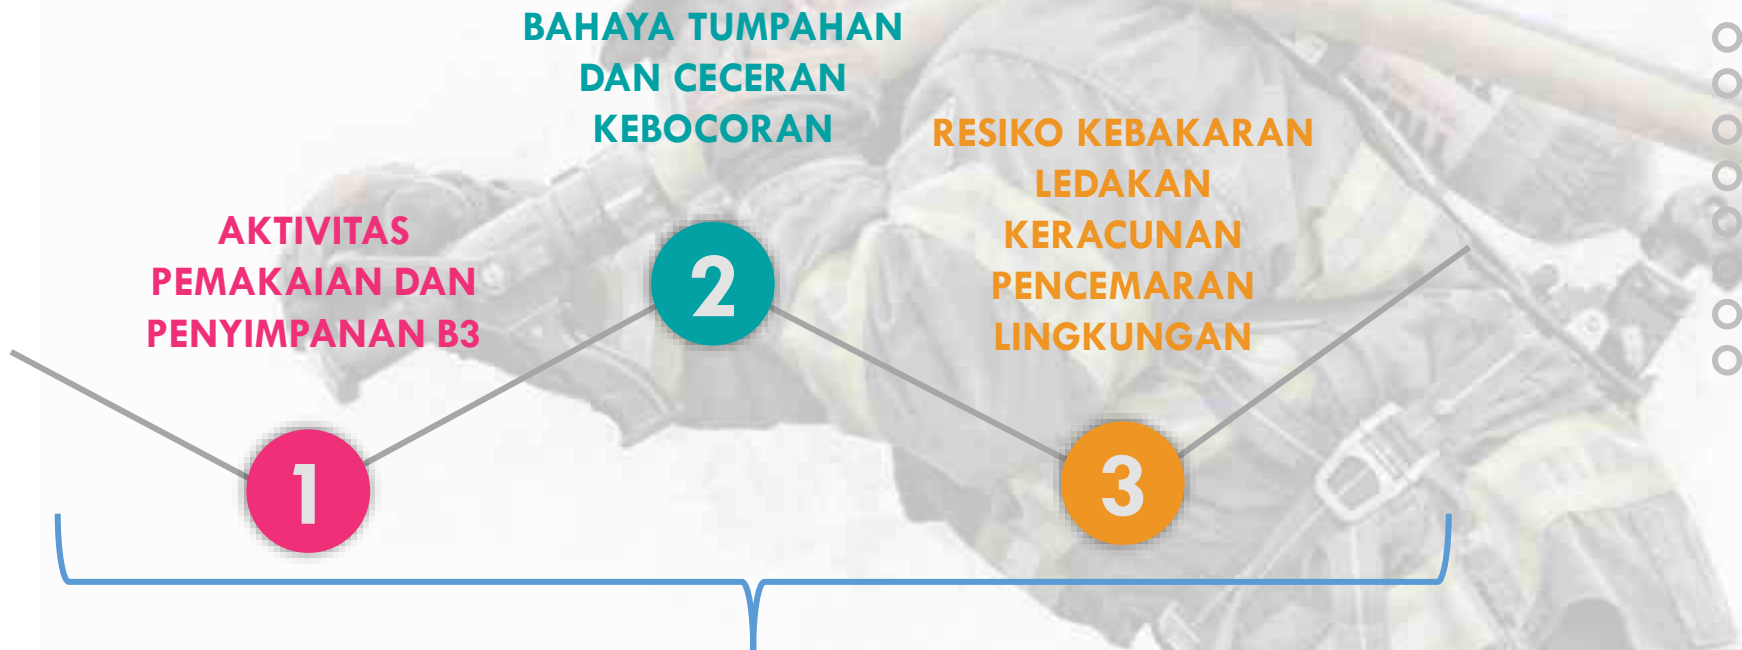 AKTIVITAS
PEMAKAIAN DAN
PENYIMPANAN B3
1
BAHAYA TUMPAHAN
DAN CECERAN
KEBOCORAN
2
RESIKO KEBAKARAN
LEDAKAN
KERACUNAN
PENCEMARAN
LINGKUNGAN
3